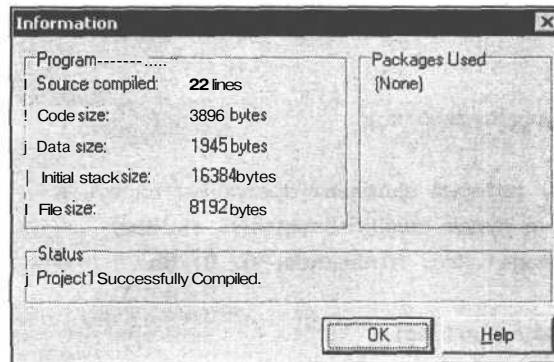 Information
Program------- .....
Source compiled: 22 lines
Code size: 3896 bytes
Data size: 1945 bytes
Initial stack size: 16384 bytes
File size: 8192 bytes
Packages Used
(None)
Status
Project1 Successfully Compiled.
OK
Help